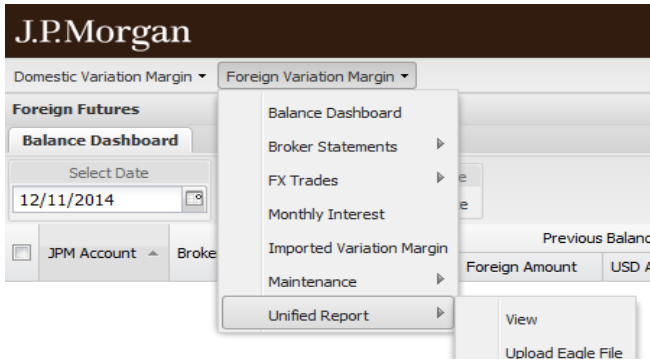 J.P.Morgan
Domestic Variation Margin Foreign Variation Margin
Foreign Futures
Balance Dashboard
Select Date
12/11/2014
JPM Account
Balance Dashboard
Broker Statements
FX Trades
Monthly Interest
Imported Variation Margin
Maintenance
Unified Report
Previous
Foreign Amount USD
View
Upload Eagle File